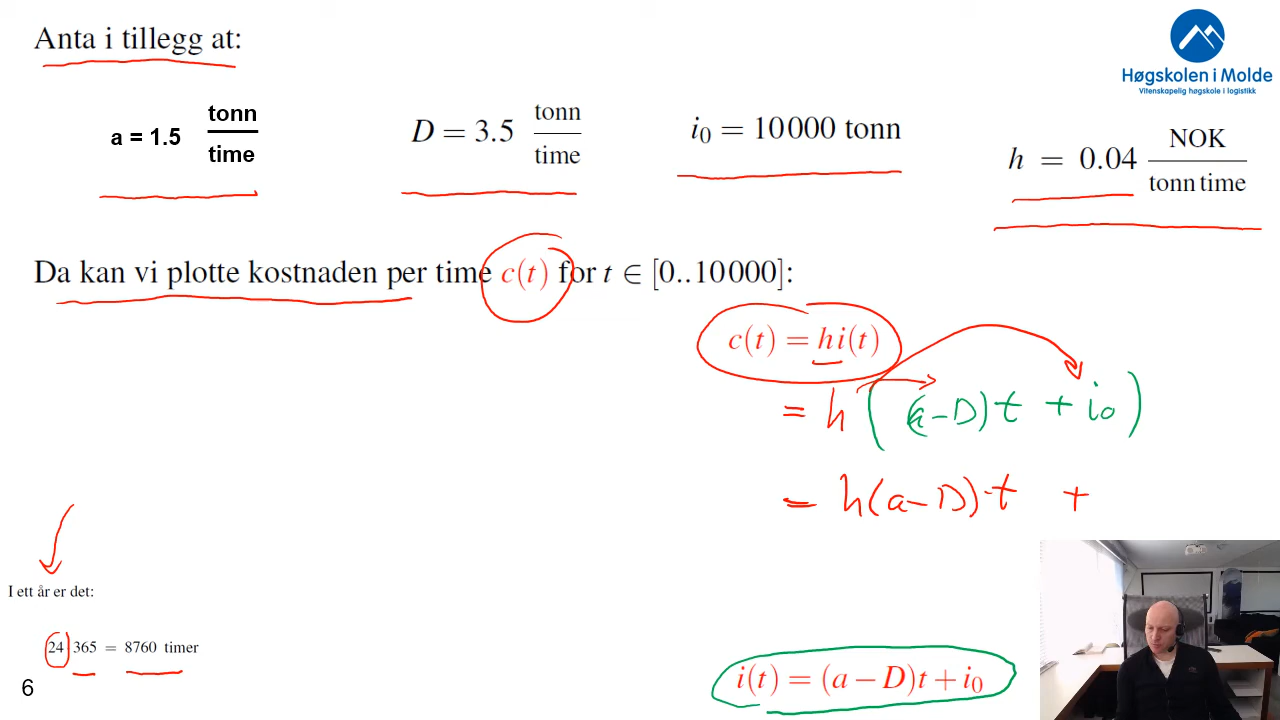 Anta i tillegg at:
Høgskolen i Molde
Vitenskapelig høgskole i logistikk
a = 1.5 tonn/time
D = 3.5 tonn/time
i₀ = 10000 tonn
h = 0.04 NOK/tonn time
Da kan vi plotte kostnaden per time c(t) for t ∈ [0..10000]:
c(t) = hi(t)
= h((a-D)t + i₀)
= h(a-D)·t +
I ett år er det:
24 365 = 8760 timer
i(t) = (a − D)t + i₀
6